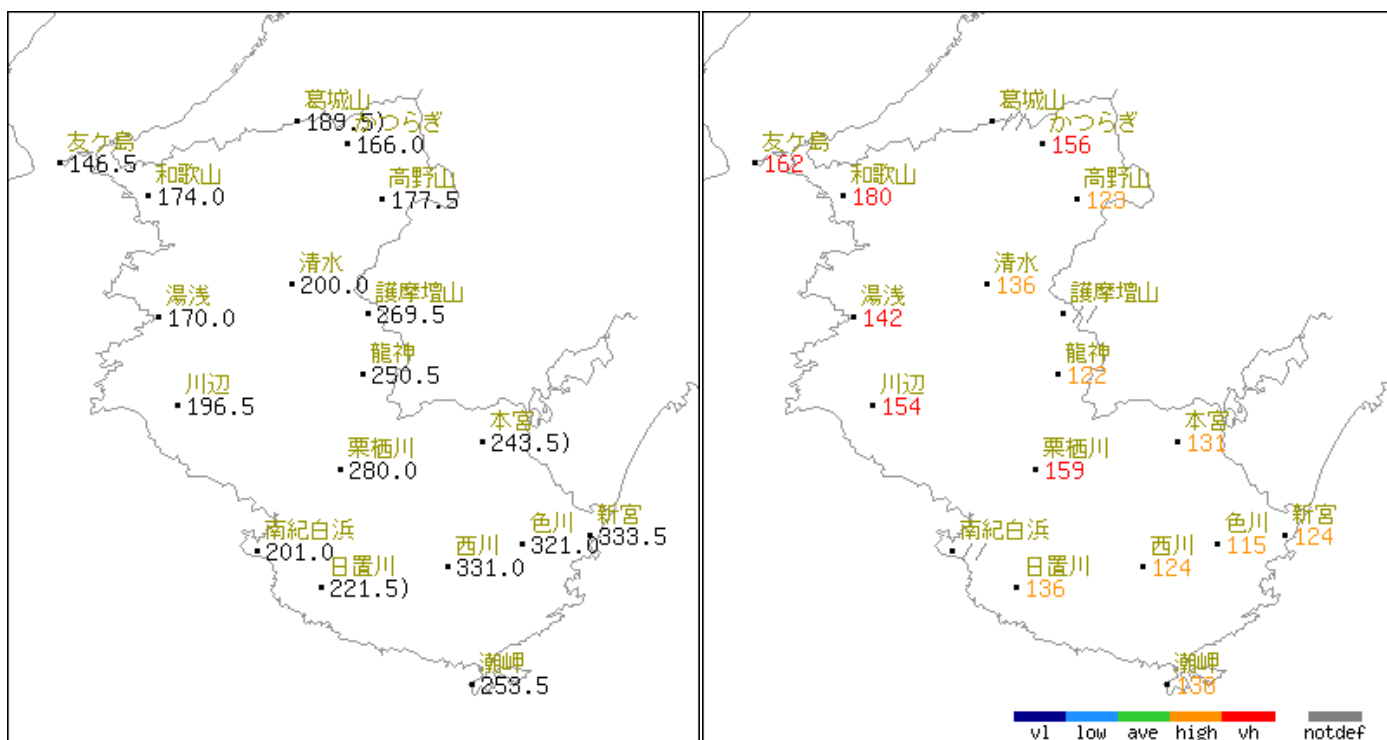 葛城山
189.5)
かつらぎ
166.0
友ケ島
146.5
和歌山
174.0
高野山
177.5
清水
200.0
護摩壇山
269.5
湯浅
170.0
龍神
250.5
川辺
196.5
本宮
243.5)
栗栖川
280.0
南紀白浜
201.0
新宮
333.5
色川
321.0
西川
331.0
日置川
221.5)
潮岬
253.5
葛城山
//
かつらぎ
156
友ケ島
162
和歌山
180
高野山
123
清水
136
護摩壇山
//
湯浅
142
龍神
122
川辺
154
本宮
131
栗栖川
159
南紀白浜
//
新宮
124
色川
115
西川
124
日置川
136
潮岬
138
vl low ave high vh notdef